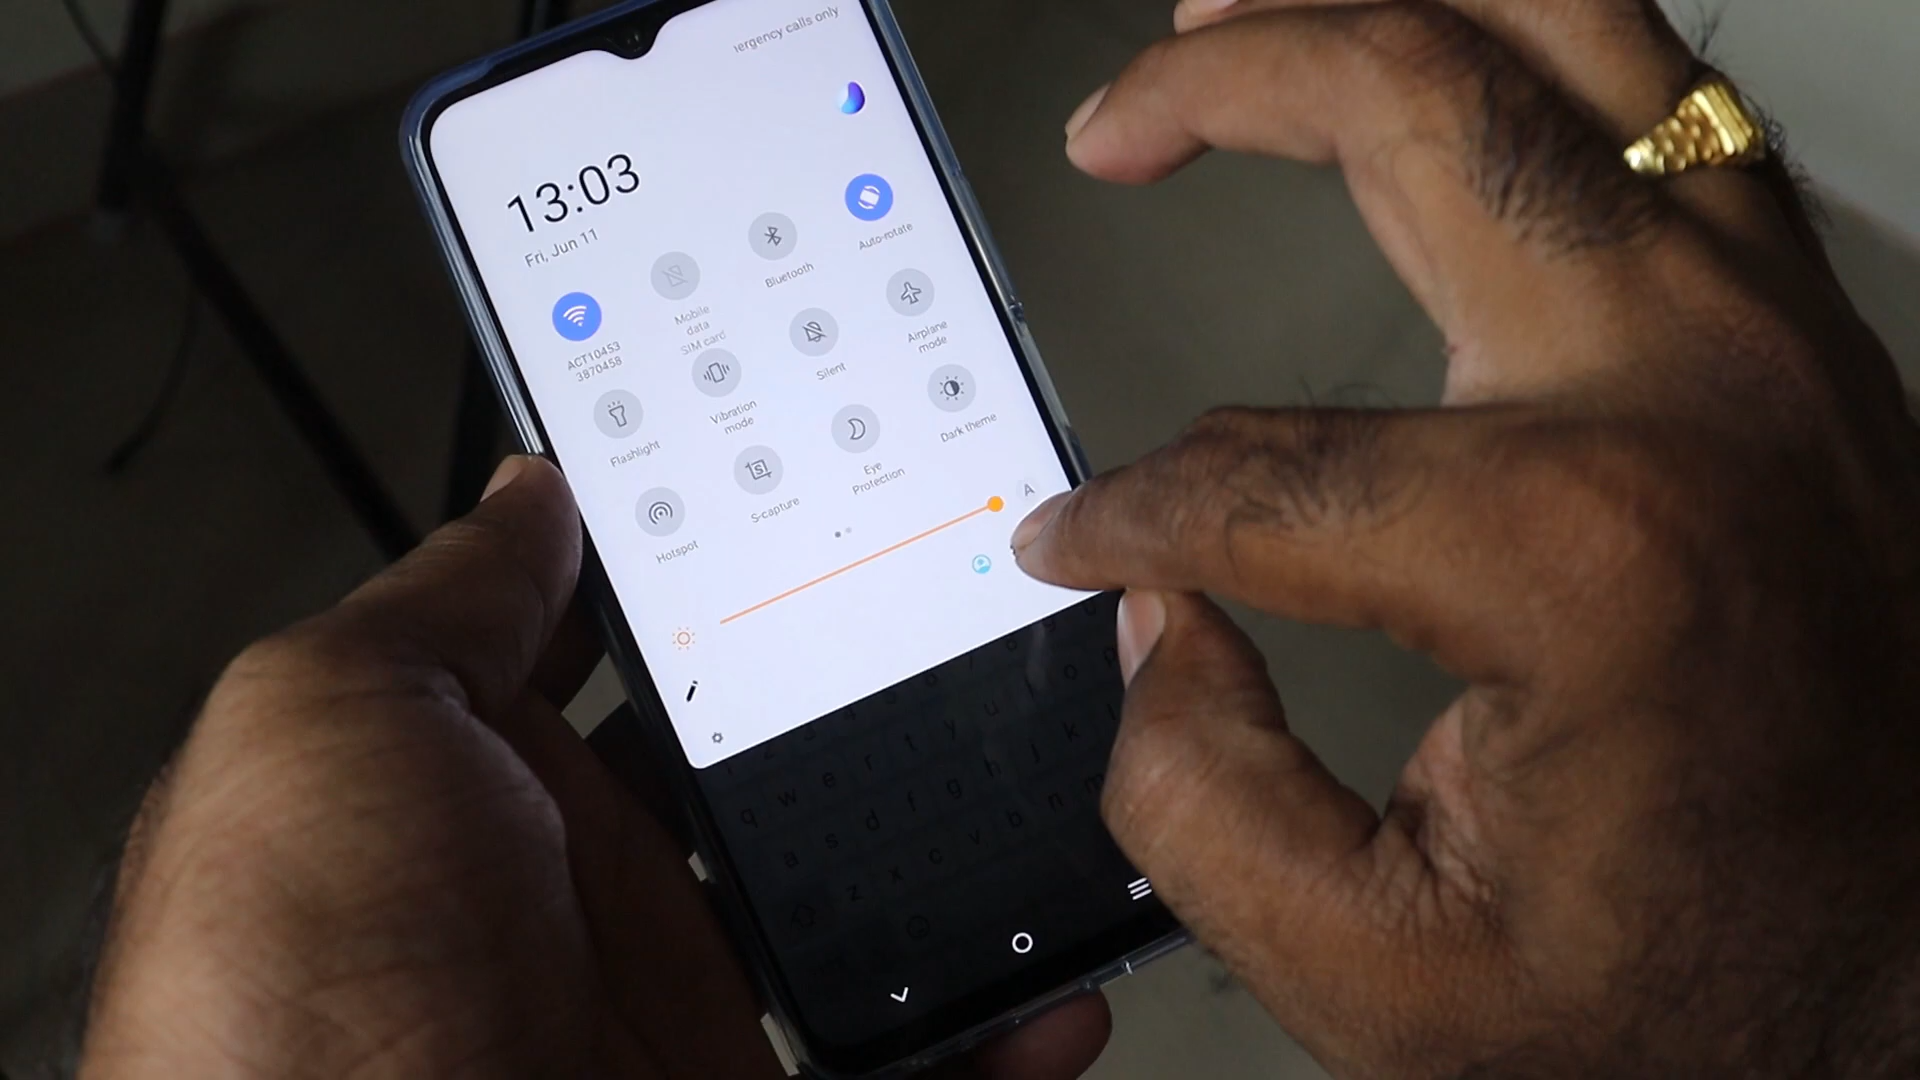 iergency calls only
13:03
Fri, Jun 11
ACT10453
3870458
Mobile
data
SIM card
Bluetooth
Auto-rotate
Flashlight
Vibration
mode
Silent
Airplane
mode
Hotspot
S-capture
Eye
Protection
Dark theme
A
q w e r t y u i o p
a s d f g h j k l
z x c v b n m